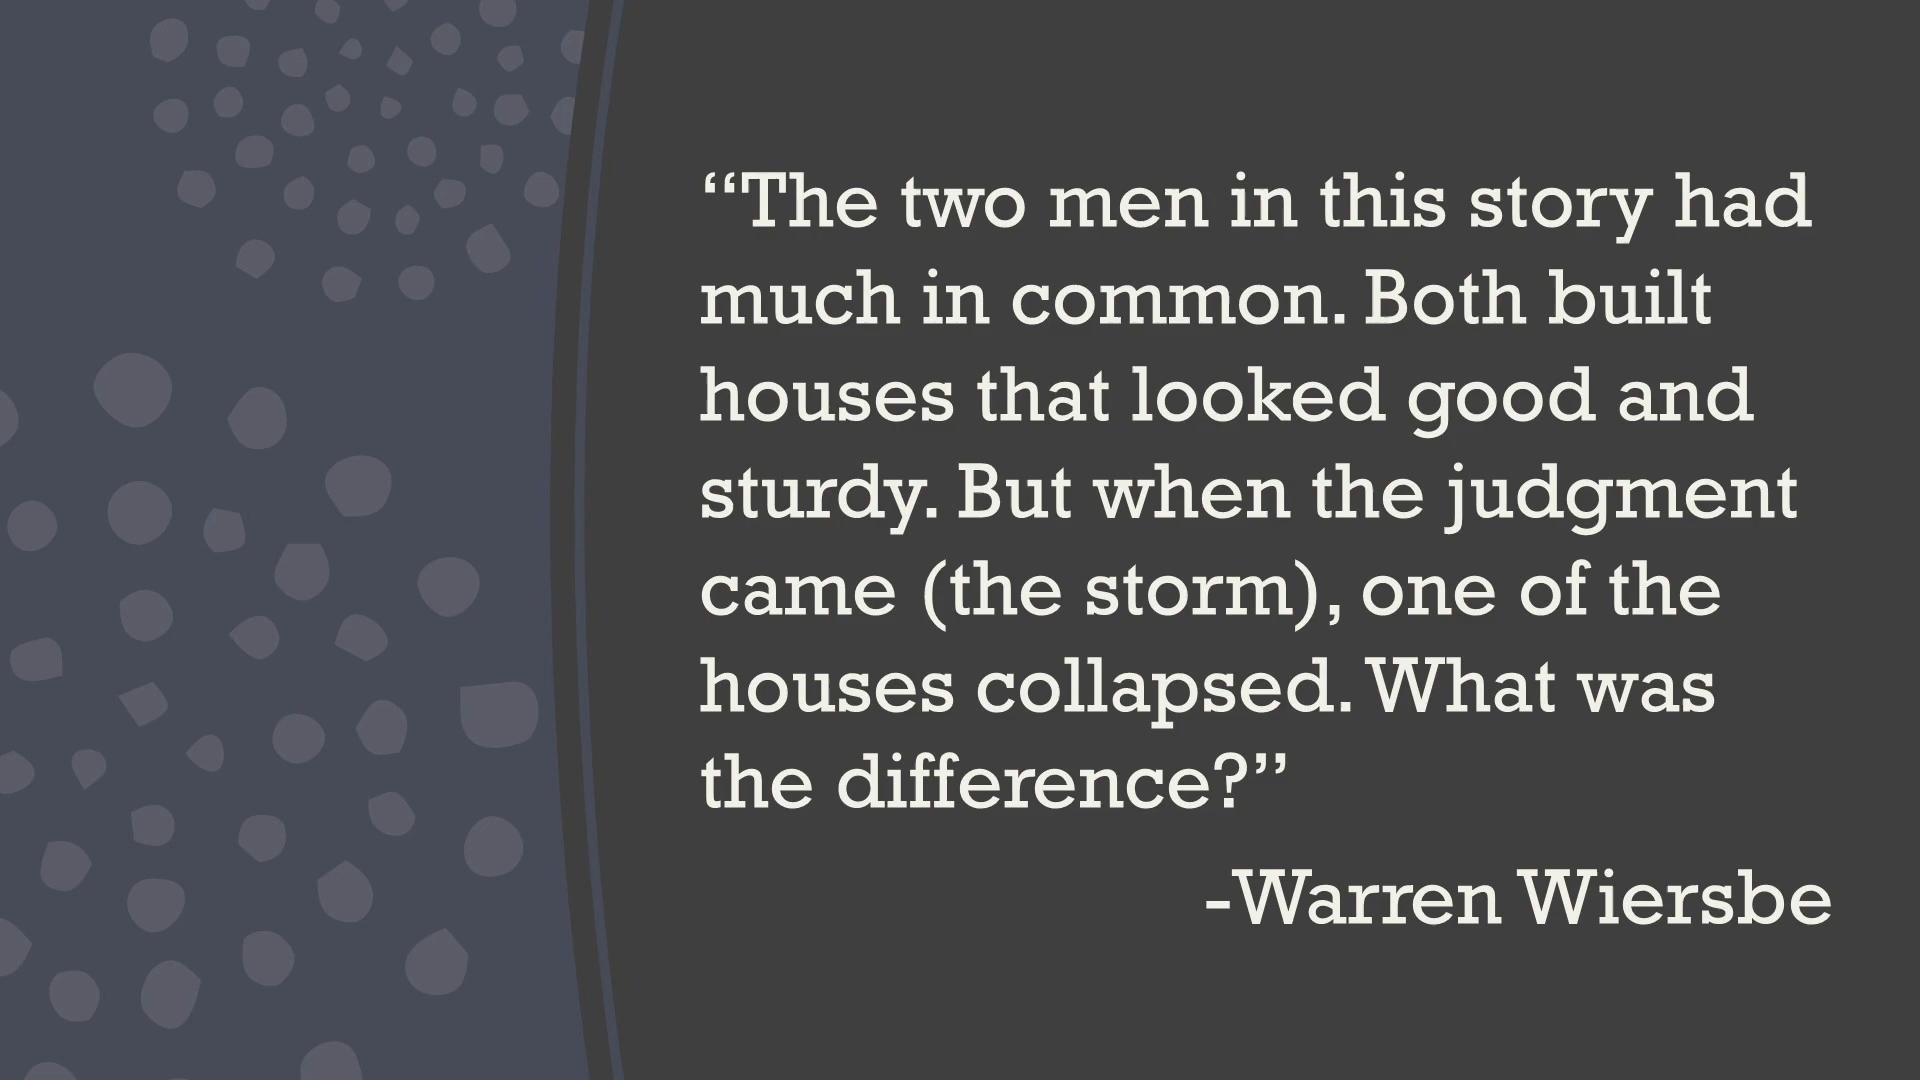 “The two men in this story had
much in common. Both built
houses that looked good and
sturdy. But when the judgment
came (the storm), one of the
houses collapsed. What was
the difference?”
-Warren Wiersbe